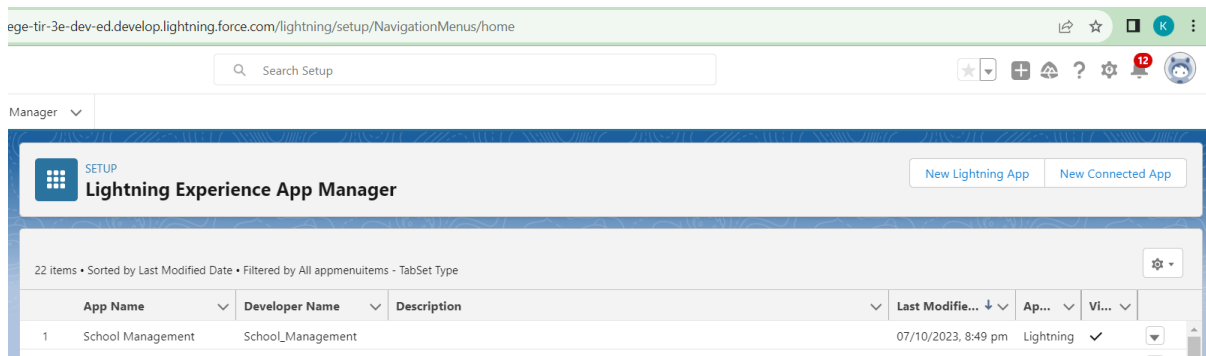 ege-tir-3e-dev-ed.develop.lightning.force.com/lightning/setup/NavigationMenus/home
K
Search Setup
12
Manager
SETUP
Lightning Experience App Manager
New Lightning App
New Connected App
22 items • Sorted by Last Modified Date • Filtered by All appmenuitems - TabSet Type
App Name Developer Name Description Last Modifie... Ap... Vi...
1 School Management School_Management 07/10/2023, 8:49 pm Lightning